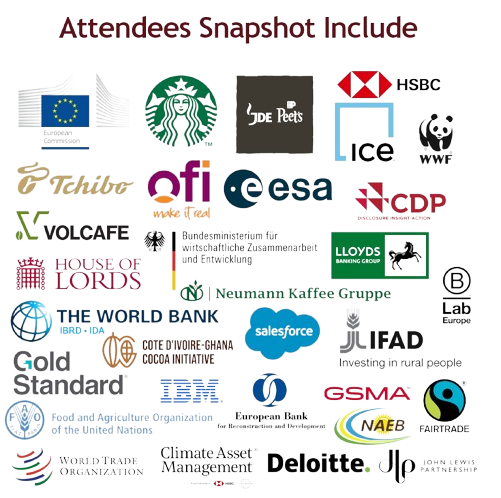 Attendees Snapshot Include
European
Commission
TM
JDE Peet's
HSBC
ice
WWF
Tchibo
ofi
make it real
esa
CDP
DISCLOSURE INSIGHT ACTION
VOLCAFE
Bundesministerium für
wirtschaftliche Zusammenarbeit
und Entwicklung
LLOYDS
BANKING GROUP
HOUSE OF
LORDS
NK
Neumann Kaffee Gruppe
B
Lab
Europe
THE WORLD BANK
IBRD • IDA
salesforce
IFAD
Investing in rural people
COTE D'IVOIRE-GHANA
COCOA INITIATIVE
Gold
Standard
IBM
European Bank
for Reconstruction and Development
GSMA
FAIRTRADE
F A O
Food and Agriculture Organization
of the United Nations
NAEB
WORLD TRADE
ORGANIZATION
Climate Asset
Management
HSBC
Deloitte.
JLP
JOHN LEWIS
PARTNERSHIP